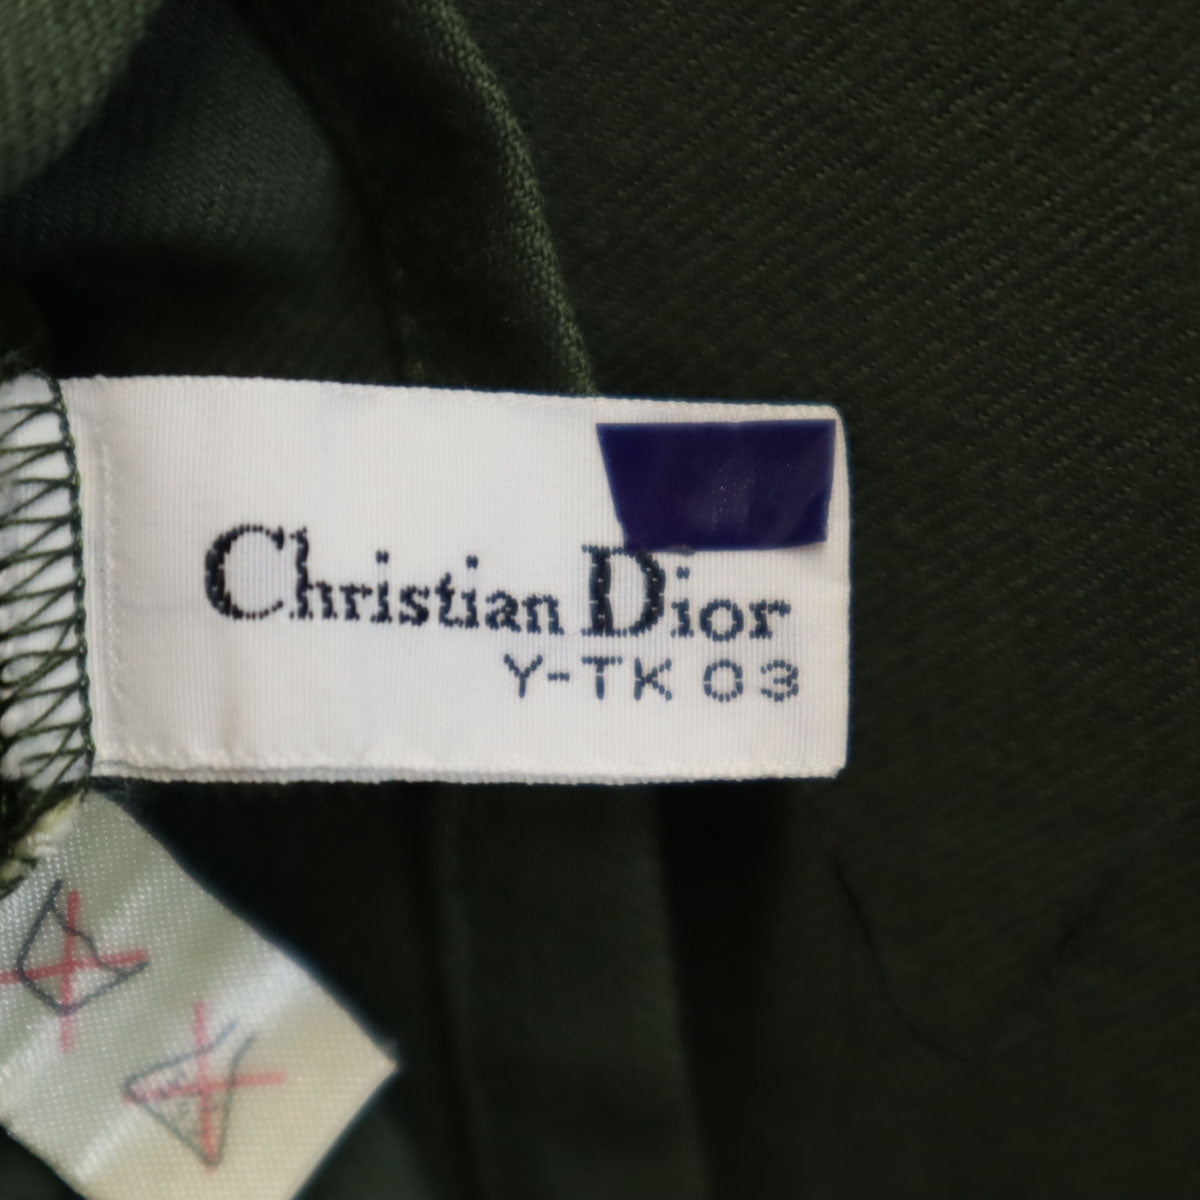 Christian Dior
Y-TK 03